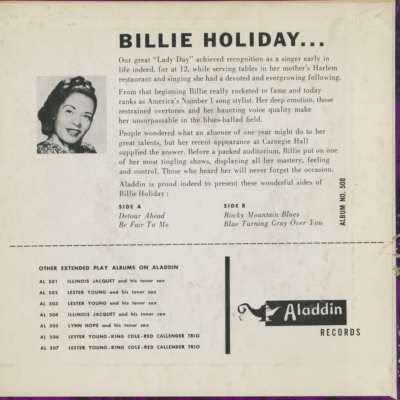 BILLIE HOLIDAY...
Our great "Lady Day" achieved recognition as a singer early in
life indeed, for at 12, while serving tables in her mother's Harlem
restaurant and singing she had a devoted and evergrowing following.
From that beginning Billie really rocketed to fame and today
ranks as America's Number 1 song stylist. Her deep emotion, those
restrained overtones and her haunting voice quality make
her unsurpassable in the blues-ballad field.
People wondered what an absence of one year might do to her
great talents, but her recent appearance at Carnegie Hall
supplied the answer. Before a packed auditorium, Billie put on one
of her most tingling shows, displaying all her mastery, feeling
and control. Those who heard her will never forget the occasion.
Aladdin is proud indeed to present these wonderful sides of
Billie Holiday:
SIDE A
Detour Ahead
Be Fair To Me
SIDE B
Rocky Mountain Blues
Blue Turning Gray Over You
ALBUM NO. 508
OTHER EXTENDED PLAY ALBUMS ON ALADDIN
AL 501 ILLINOIS JACQUET and his tenor sax
AL 502 LESTER YOUNG and his tenor sax
AL 503 LESTER YOUNG and his tenor sax
AL 504 ILLINOIS JACQUET and his tenor sax
AL 505 LYNN HOPE and his tenor sax
AL 506 LESTER YOUNG-KING COLE-RED CALLENDER TRIO
AL 507 LESTER YOUNG-KING COLE-RED CALLENDER TRIO
Aladdin
RECORDS